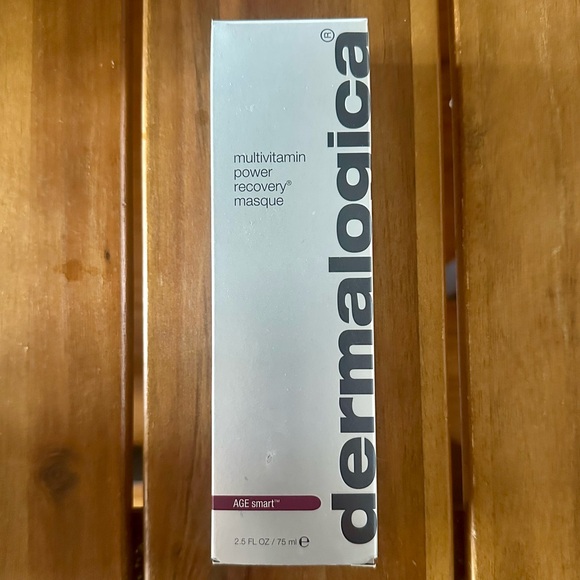 multivitamin
power
recovery®
masque
dermalogica®
AGE smart™
2.5 FL OZ / 75 ml ℮